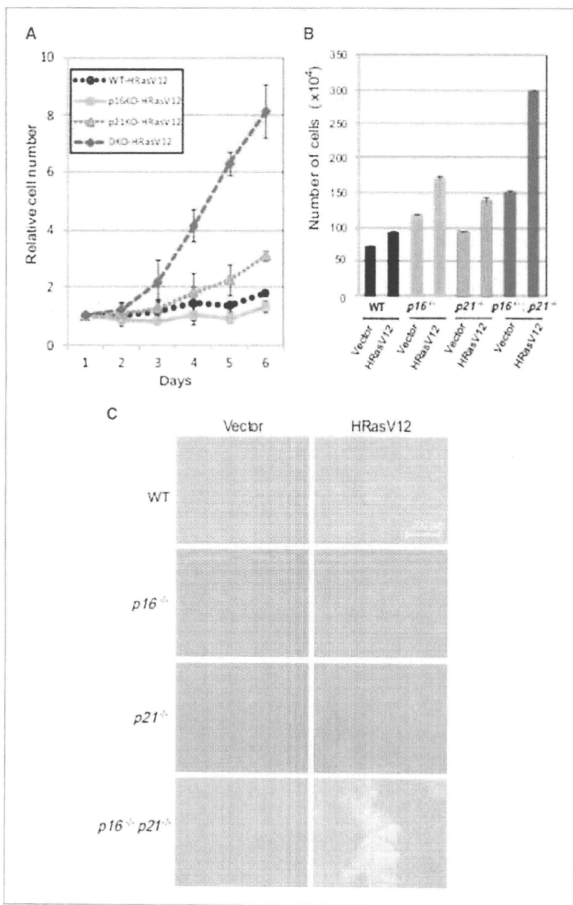 A
10
8
6
4
2
0
Relative cell number
WT-HRasV12
p16KO-HRasV12
p21KO-HRasV12
DKO-HRasV12
1 2 3 4 5 6
Days
B
350
300
250
200
150
100
50
0
Number of cells (x10⁴)
WT p16⁻/⁻ p21⁻/⁻ p16⁻/⁻; p21⁻/⁻
Vector
HRasV12
Vector
HRasV12
Vector
HRasV12
Vector
HRasV12
C
Vector HRasV12
WT
p16⁻/⁻
p21⁻/⁻
p16⁻/⁻ p21⁻/⁻